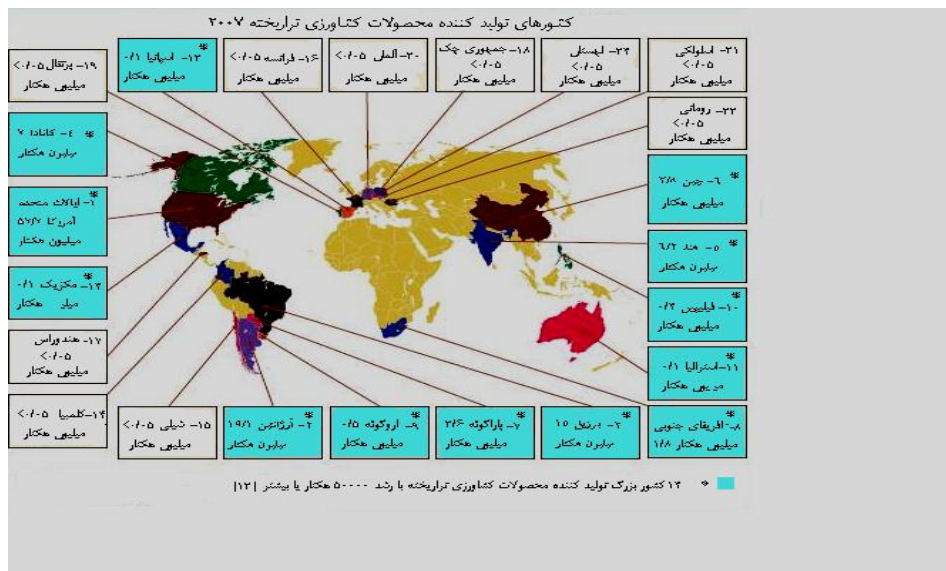 کشورهای تولید کننده محصولات کشاورزی تراریخته ۲۰۰۷
۲۱- اسلواکی
<۰/۰۵
میلیون هکتار
۲۳- لهستان
<۰/۰۵
میلیون هکتار
۱۸- جمهوری چک
<۰/۰۵
میلیون هکتار
۲۰- آلمان ۰/۰۵>
میلیون هکتار
۱۶- فرانسه ۰/۰۵>
میلیون هکتار
*
۱۲- اسپانیا ۰/۱
میلیون هکتار
۱۹- پرتقال ۰/۰۵>
میلیون هکتار
۲۲- رومانی
<۰/۰۵
میلیون هکتار
* ۴- کانادا ۷
میلیون هکتار
*
۶- چین ۳/۸
میلیون هکتار
*
۱- ایالات متحده
آمریکا ۵۷/۷
میلیون هکتار
*
۵- هند ۶/۲
میلیون هکتار
*
۱۳- مکزیک ۰/۱
هکتار
*
۱۰- فیلیپین ۰/۳
میلیون هکتار
۱۷- هندوراس
<۰/۰۵
میلیون هکتار
*
۱۱- استرالیا ۰/۱
میلیون هکتار
۱۴- کلمبیا ۰/۰۵>
میلیون هکتار
*
۸- افریقای جنوبی
میلیون هکتار ۱/۸
*
۳- برزیل ۱۵
میلیون هکتار
*
۷- پاراگوئه ۲/۶
میلیون هکتار
*
۹- اروگوئه ۰/۵
میلیون هکتار
*
۲- آرژانتین ۱۹/۱
میلیون هکتار
۱۵- شیلی ۰/۰۵>
میلیون هکتار
* ۱۳ کشور بزرگ تولید کننده محصولات کشاورزی تراریخته با رشد ۵۰۰۰۰ هکتار یا بیشتر [۱۳]